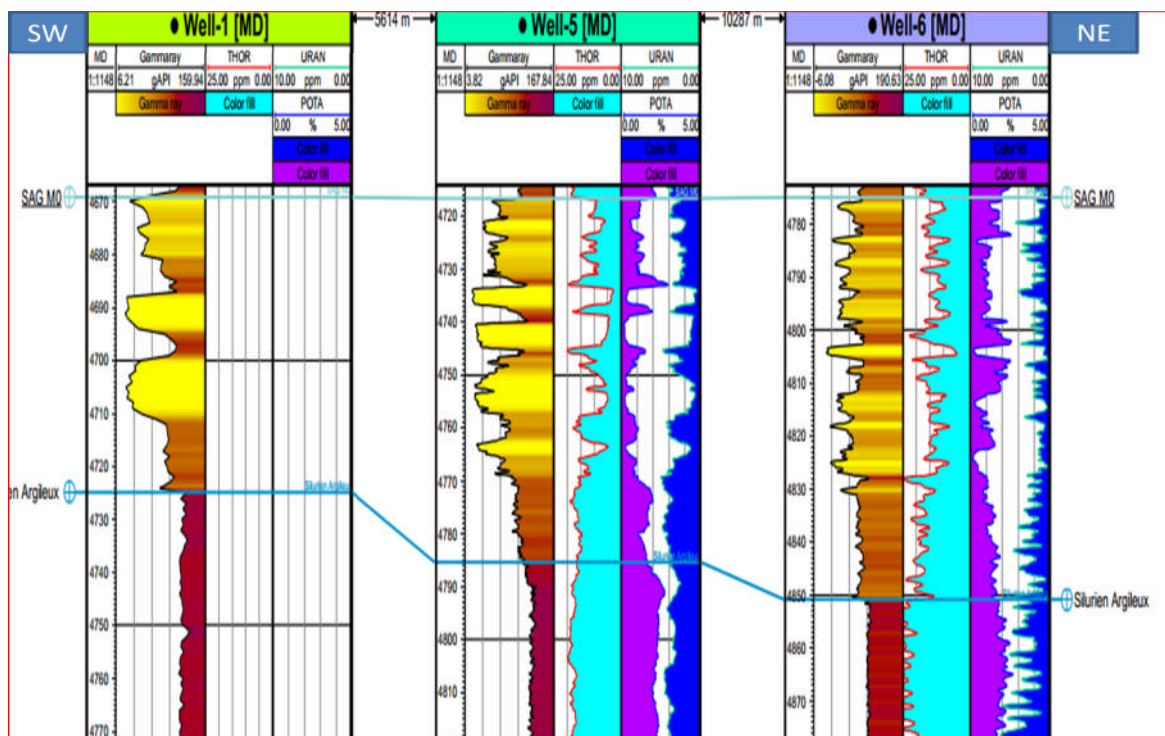 SW
Well-1 [MD]
5614 m
Well-5 [MD]
10287 m
Well-6 [MD]
NE
MD Gammaray THOR URAN
1:1148 6.21 gAPI 159.94 25.00 ppm 0.00 10.00 ppm 0.00
Gamma ray Color fill POTA
0.00 % 5.00
Color fill
Color fill
MD Gammaray THOR URAN
1:1148 3.82 gAPI 167.84 25.00 ppm 0.00 10.00 ppm 0.00
Gamma ray Color fill POTA
0.00 % 5.00
Color fill
Color fill
MD Gammaray THOR URAN
1:1148 -6.08 gAPI 190.63 25.00 ppm 0.00 10.00 ppm 0.00
Gamma ray Color fill POTA
0.00 % 5.00
Color fill
Color fill
SAG M0
SAG M0
SAG M0
4670
4680
4690
4700
4710
4720
4730
4740
4750
4760
4770
4720
4730
4740
4750
4760
4770
4780
4790
4800
4810
4780
4790
4800
4810
4820
4830
4840
4850
4860
4870
en Argileux
Silurien Argileux